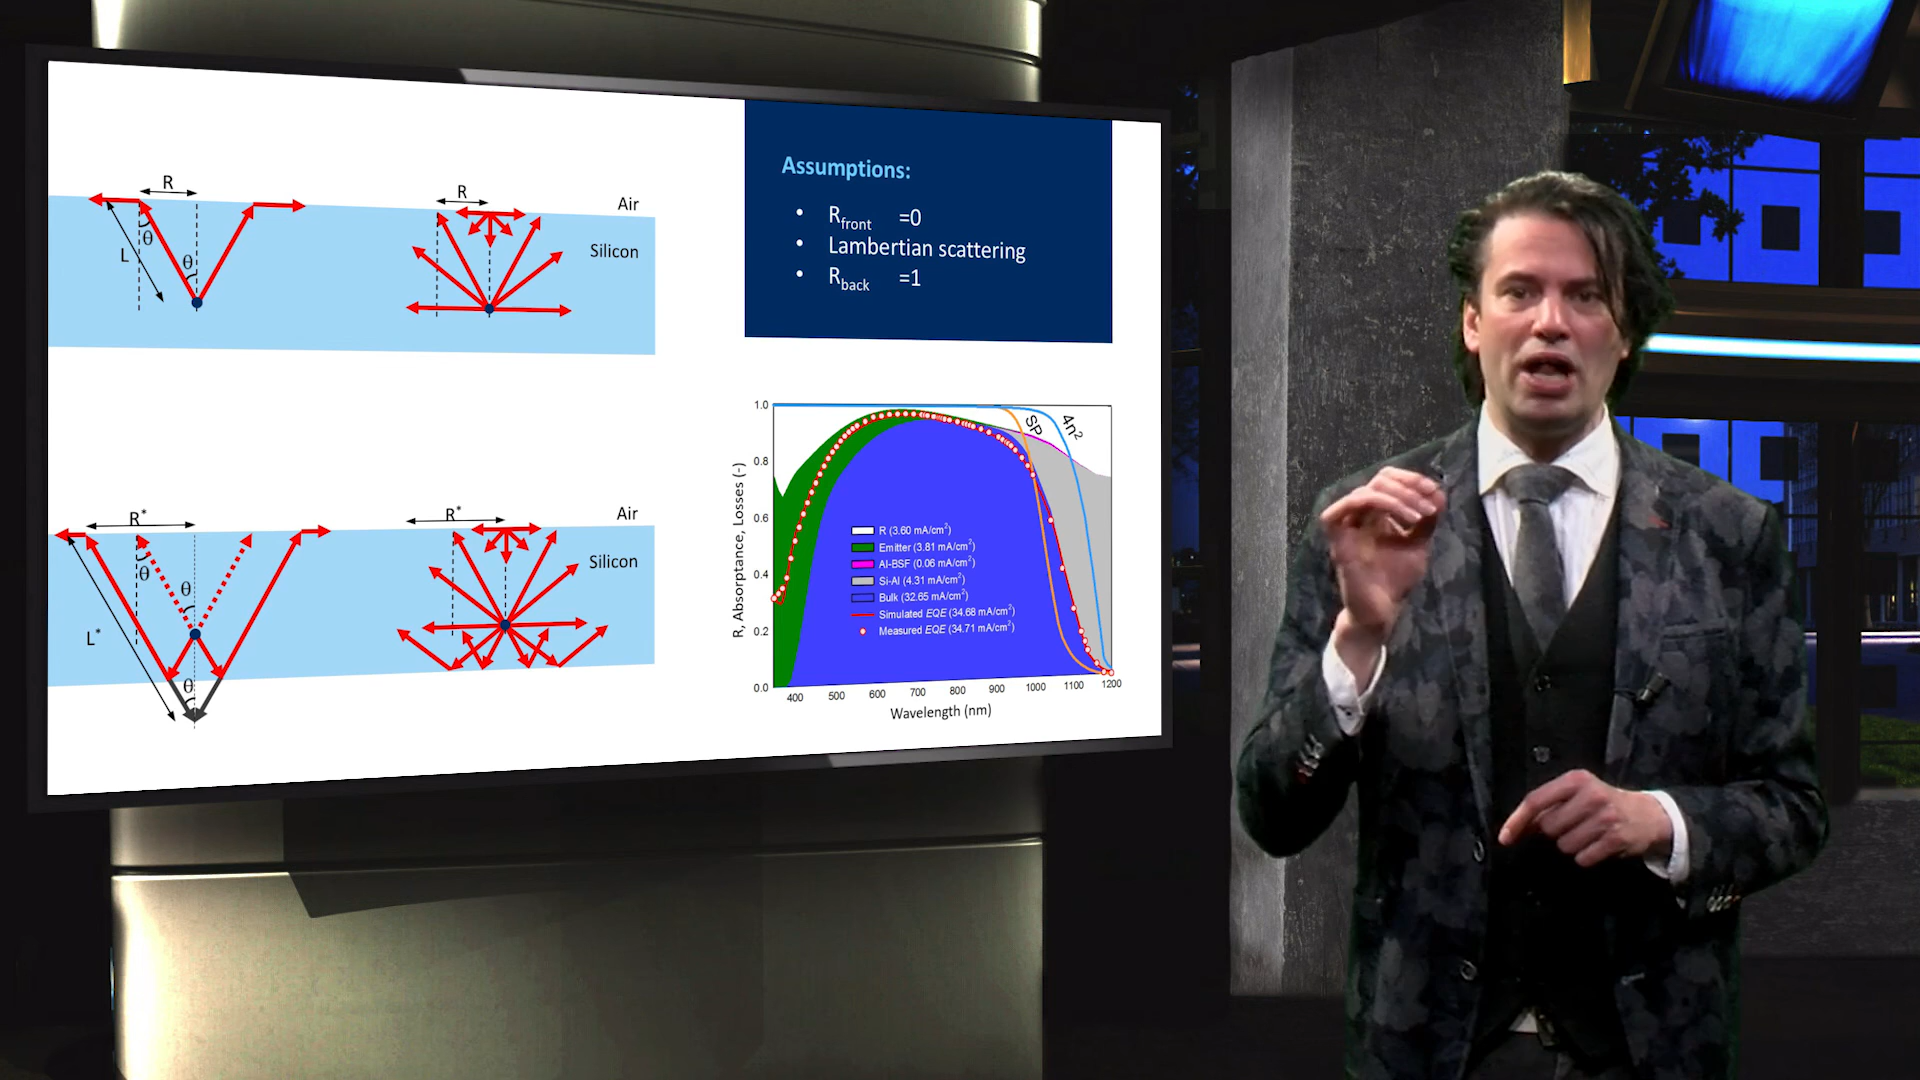 R
θ
L
θ
R
Air
Silicon
Assumptions:
• R_front =0
• Lambertian scattering
• R_back =1
R*
θ
θ
L*
θ
R*
Air
Silicon
R, Absorptance, Losses (-)
1.0
0.8
0.6
0.4
0.2
0.0
SP
4n²
R (3.60 mA/cm²)
Emitter (3.81 mA/cm²)
Al-BSF (0.06 mA/cm²)
Si-Al (4.31 mA/cm²)
Bulk (32.65 mA/cm²)
Simulated EQE (34.68 mA/cm²)
Measured EQE (34.71 mA/cm²)
400 500 600 700 800 900 1000 1100 1200
Wavelength (nm)